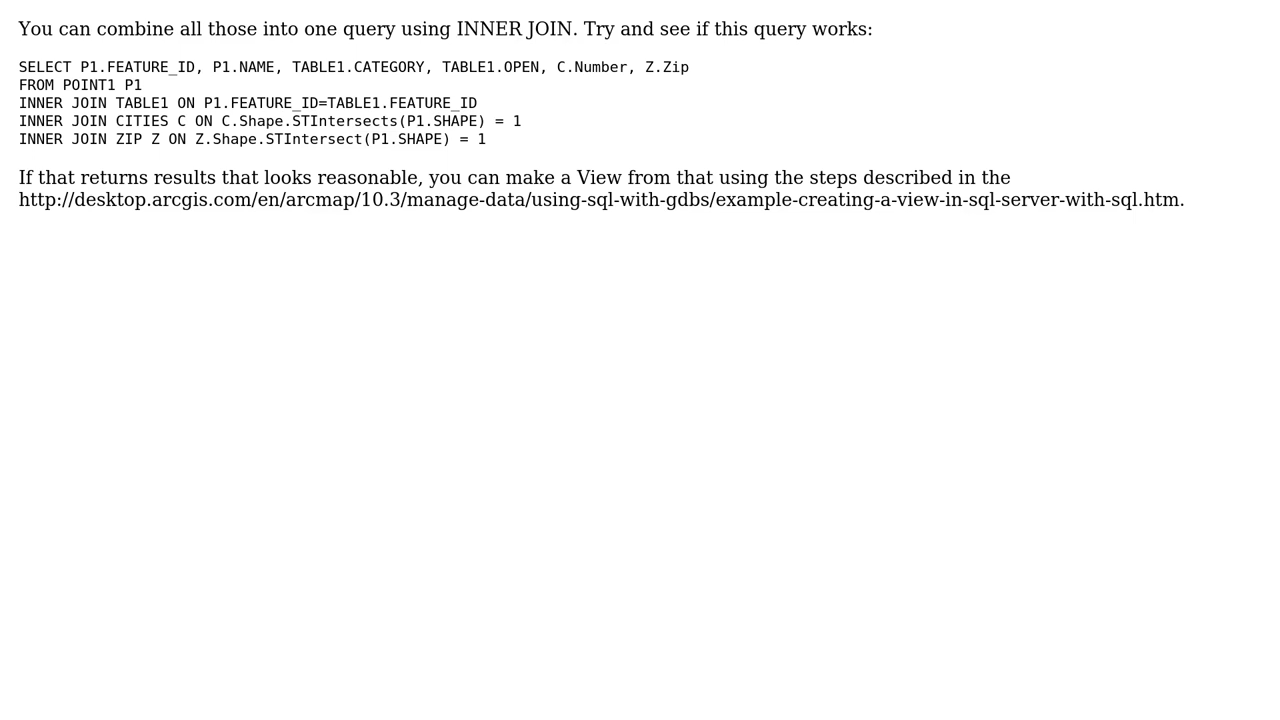 You can combine all those into one query using INNER JOIN. Try and see if this query works:
SELECT P1.FEATURE_ID, P1.NAME, TABLE1.CATEGORY, TABLE1.OPEN, C.Number, Z.Zip
FROM POINT1 P1
INNER JOIN TABLE1 ON P1.FEATURE_ID=TABLE1.FEATURE_ID
INNER JOIN CITIES C ON C.Shape.STIntersects(P1.SHAPE) = 1
INNER JOIN ZIP Z ON Z.Shape.STIntersect(P1.SHAPE) = 1
If that returns results that looks reasonable, you can make a View from that using the steps described in the
http://desktop.arcgis.com/en/arcmap/10.3/manage-data/using-sql-with-gdbs/example-creating-a-view-in-sql-server-with-sql.htm.